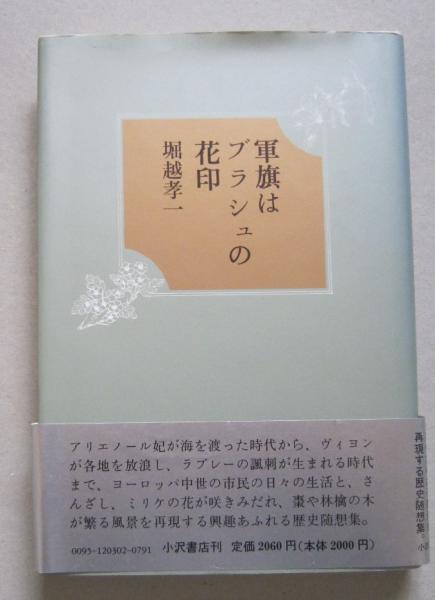 軍旗は
ブラシュの
花印
堀越孝一
アリエノール妃が海を渡った時代から、ヴィヨン
が各地を放浪し、ラブレーの諷刺が生まれる時代
まで、ヨーロッパ中世の市民の日々の生活と、さ
んざし、ミリケの花が咲きみだれ、棗や林檎の木
が繁る風景を再現する興趣あふれる歴史随想集。
0095-120302-0791 小沢書店刊 定価2060円(本体2000円)
再現する歴史随想集。
小沢